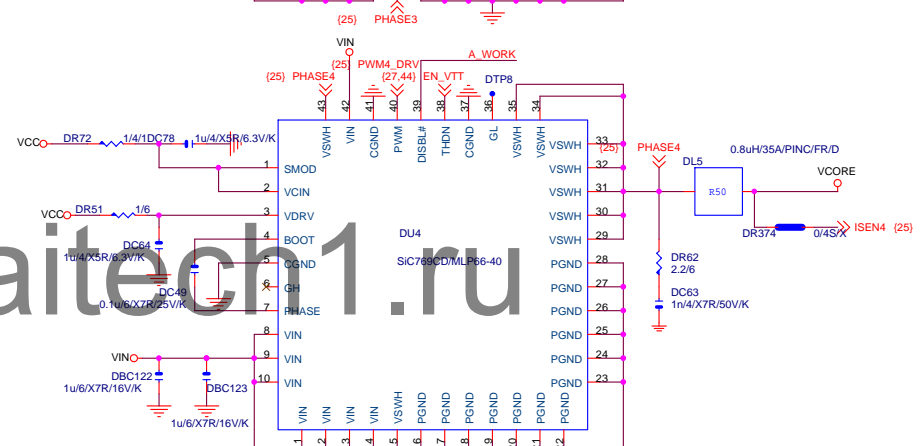 {25} PHASE3
VIN
A_WORK
{25} PWM4_DRV
{25} PHASE4
{27,44} EN_VTT
DTP8
43 42 41 40 39 38 37 36 35 34
VSWH VIN CGND PWM DISBL# THDN CGND GL VSWH VSWH
VCC DR72 1/4/1 DC78 1u/4/X5R/6.3V/K
1 SMOD
2 VCIN
VCC DR51 1/6
3 VDRV
4 BOOT
5 CGND
6 GH
7 PHASE
8 VIN
9 VIN
10 VIN
DC64
1u/4/X5R/6.3V/K
DC49
0.1u/6/X7R/25V/K
VIN
DBC122
1u/6/X7R/16V/K
DBC123
1u/6/X7R/16V/K
DU4
SiC769CD/MLP66-40
VSWH 33
VSWH 32
VSWH 31
VSWH 30
VSWH 29
PGND 28
PGND 27
PGND 26
PGND 25
PGND 24
PGND 23
{25} PHASE4
DL5
0.8uH/35A/PINC/FR/D
R50
VCORE
DR374 0/4S/X ISEN4 {25}
DR62
2.2/6
DC63
1n/4/X7R/50V/K
VIN VIN VIN VIN VSWH PGND PGND PGND PGND PGND PGND PGND
aitech1.ru